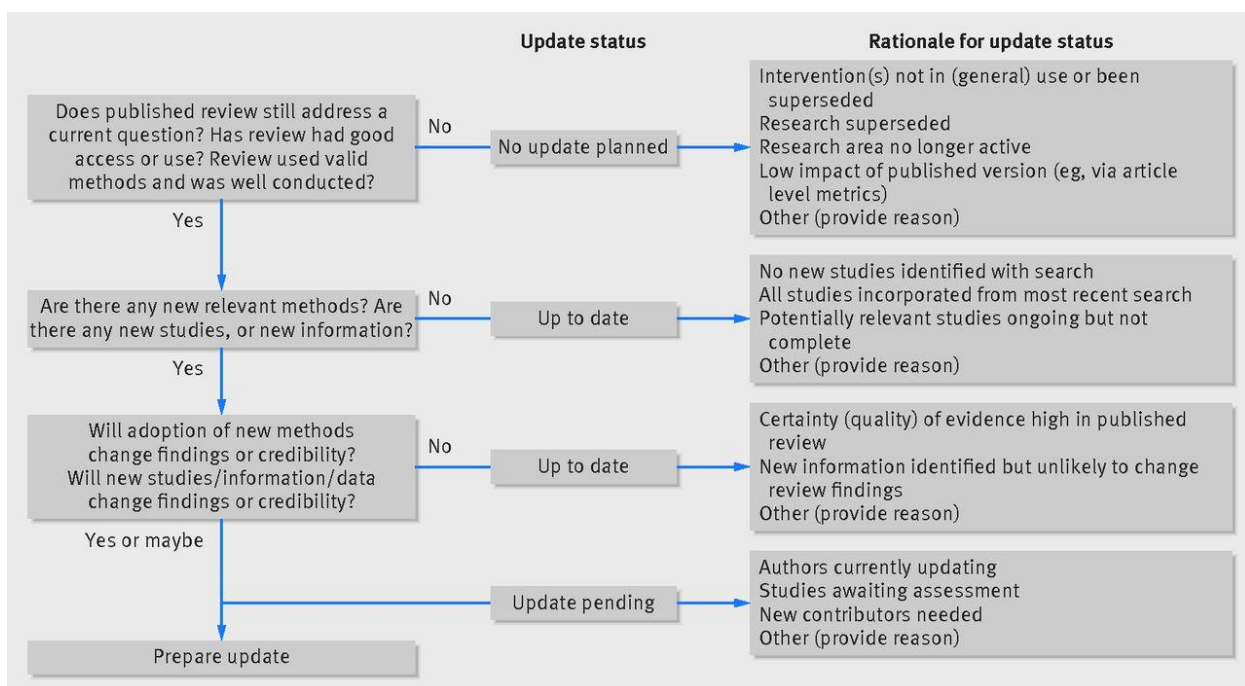 Update status
Rationale for update status
Does published review still address a
current question? Has review had good
access or use? Review used valid
methods and was well conducted?
No
No update planned
Intervention(s) not in (general) use or been
superseded
Research superseded
Research area no longer active
Low impact of published version (eg, via article
level metrics)
Other (provide reason)
Yes
Are there any new relevant methods? Are
there any new studies, or new information?
No
Up to date
No new studies identified with search
All studies incorporated from most recent search
Potentially relevant studies ongoing but not
complete
Other (provide reason)
Yes
Will adoption of new methods
change findings or credibility?
Will new studies/information/data
change findings or credibility?
No
Up to date
Certainty (quality) of evidence high in published
review
New information identified but unlikely to change
review findings
Other (provide reason)
Yes or maybe
Update pending
Authors currently updating
Studies awaiting assessment
New contributors needed
Other (provide reason)
Prepare update